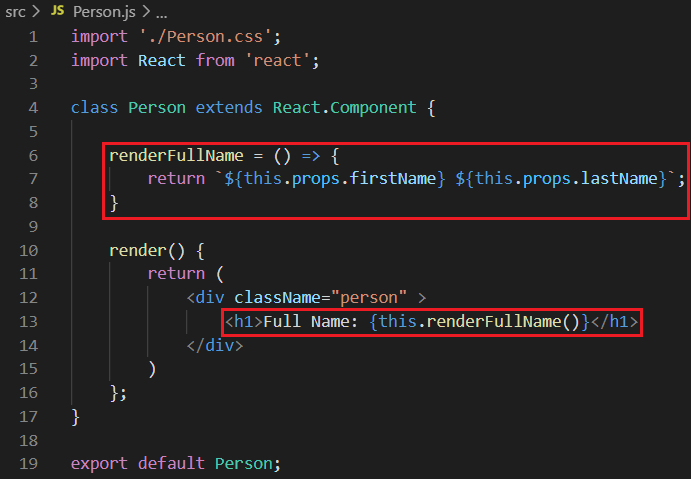 src > JS Person.js > ...
1 import './Person.css';
2 import React from 'react';
3
4 class Person extends React.Component {
5
6     renderFullName = () => {
7         return `${this.props.firstName} ${this.props.lastName}`;
8     }
9
10     render() {
11         return (
12             <div className="person" >
13                 <h1>Full Name: {this.renderFullName()}</h1>
14             </div>
15         )
16     };
17 }
18
19 export default Person;